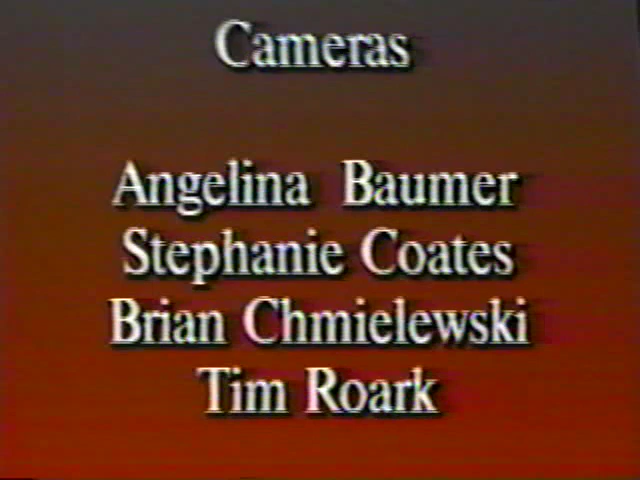 Cameras
Angelina Baumer
Stephanie Coates
Brian Chmielewski
Tim Roark